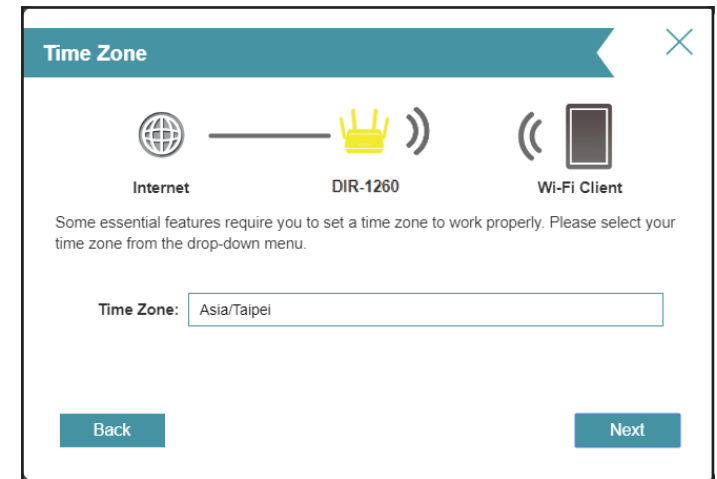 Time Zone
Internet
DIR-1260
Wi-Fi Client
Some essential features require you to set a time zone to work properly. Please select your
time zone from the drop-down menu.
Time Zone: Asia/Taipei
Back
Next